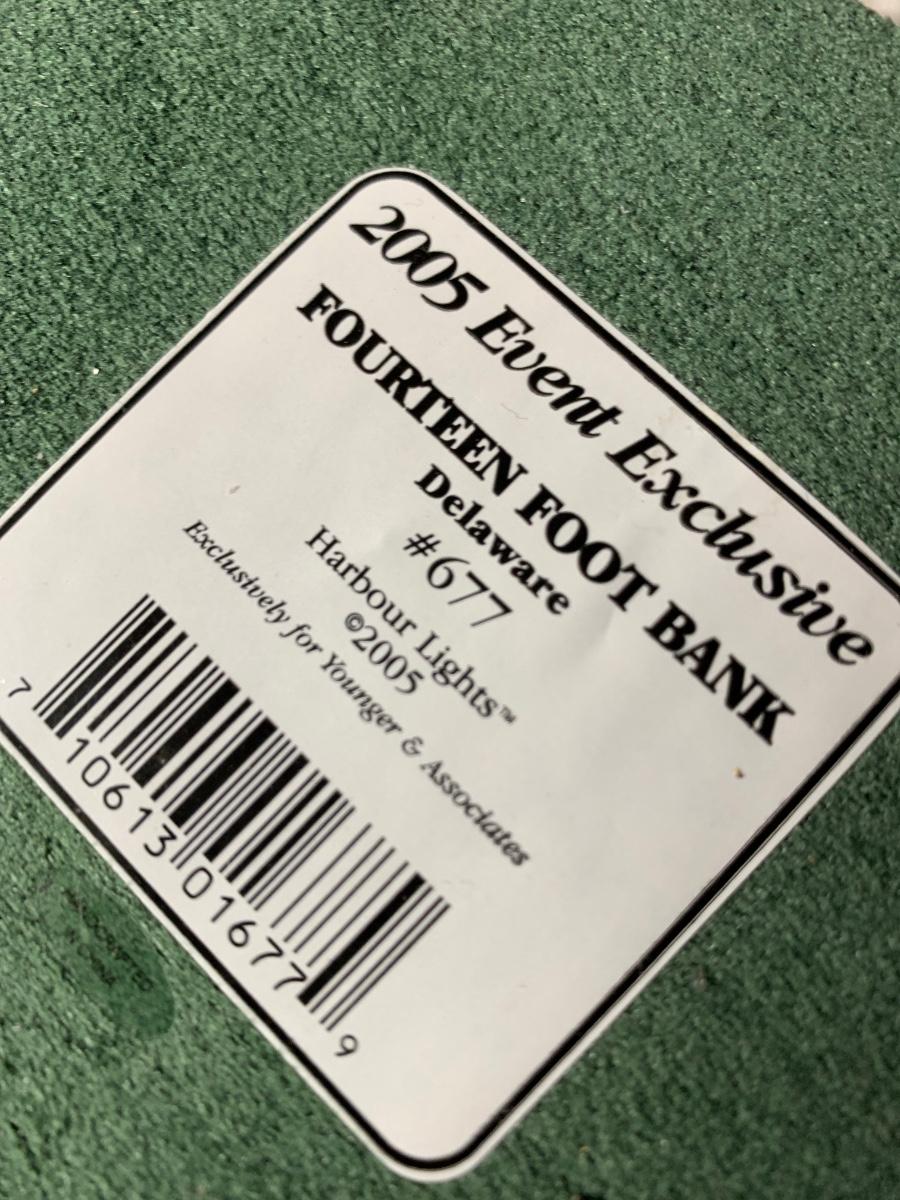 2005 Event Exclusive
FOURTEEN FOOT BANK
Delaware
#677
Harbour Lights™
©2005
Exclusively for Younger & Associates
7 10613 01677 9